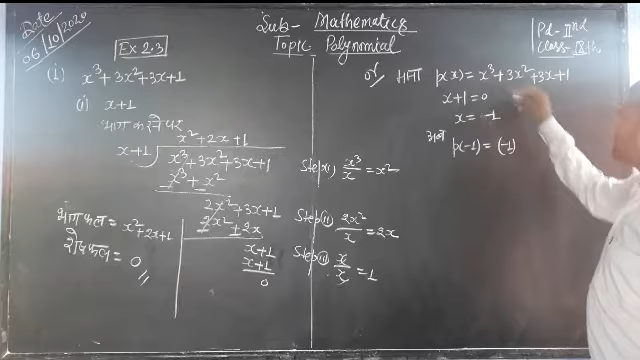 Date
06/10/2020
Sub- Mathematics
Topic Polynomial
Pd-IInd
Class-IXth
Ex 2.3
(i) x³+3x²+3x+1
(i) x+1
भाग करने पर
x²+2x+1
x+1 x³+3x²+3x+1
x³+x²
2x²+3x+1
2x²+2x
x+1
x+1
0
भागफल = x²+2x+1
शेषफल = 0
Step(i) x³/x = x²
Step(ii) 2x²/x = 2x
Step(iii) x/x = 1
Or, माना p(x) = x³+3x²+3x+1
x+1=0
x = -1
अतः p(-1) = (-1)